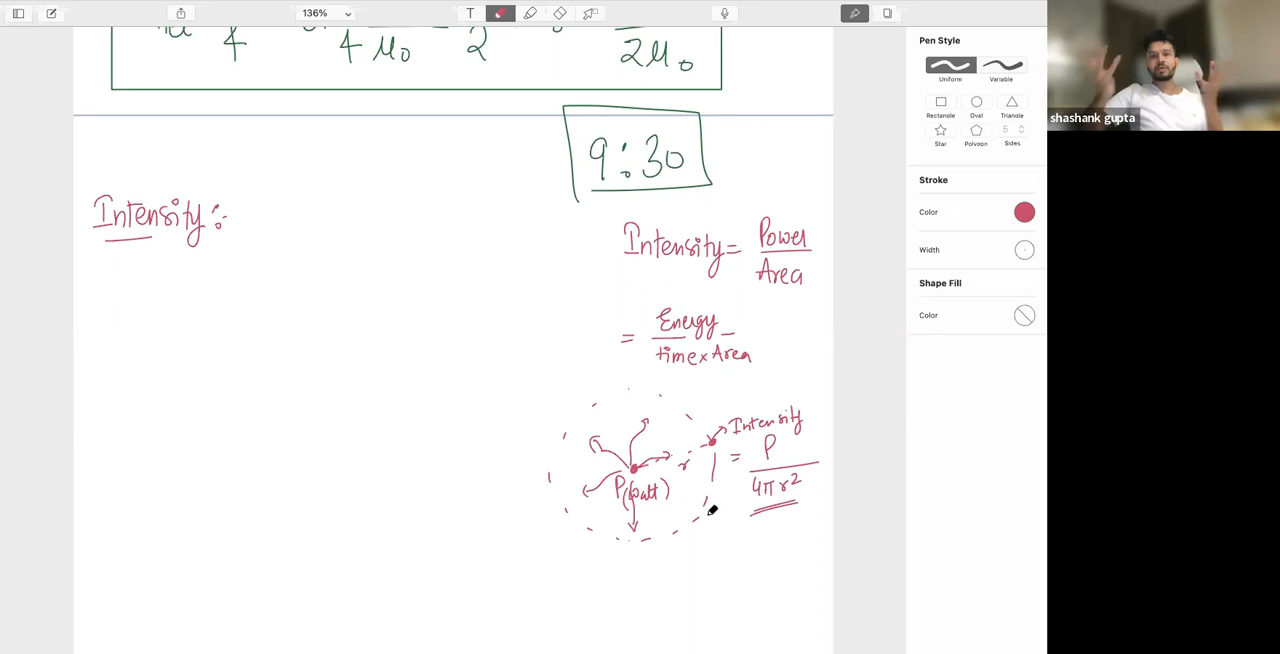 136%
T
Pen Style
Uniform
Variable
Rectangle
Oval
Triangle
Star
Polygon
5
Sides
Stroke
Color
Width
Shape Fill
Color
shashank gupta
4
4 μ₀
2
2μ₀
9:30
Intensity:-
Intensity = Power
Area
= Energy
time×Area
Intensity
= P
4πr²
r
P(watt)